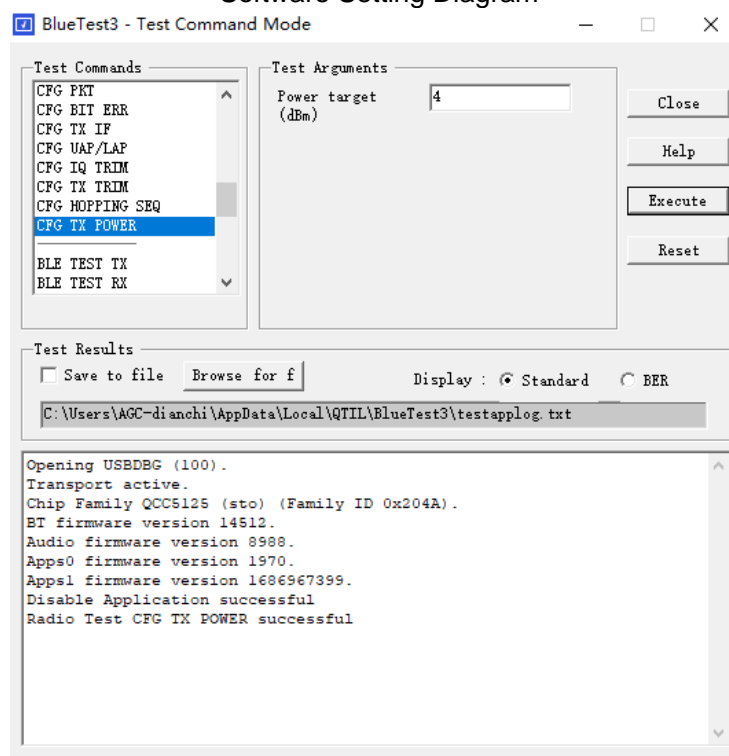 Software Setting Diagram
BlueTest3 - Test Command Mode
Test Commands
CFG PKT
CFG BIT ERR
CFG TX IF
CFG UAP/LAP
CFG IQ TRIM
CFG TX TRIM
CFG HOPPING SEQ
CFG TX POWER
BLE TEST TX
BLE TEST RX
Test Arguments
Power target
(dBm)
4
Close
Help
Execute
Reset
Test Results
Save to file
Browse for f
Display :
Standard
BER
C:\Users\AGC-dianchi\AppData\Local\QTIL\BlueTest3\testapplog.txt
Opening USBDBG (100).
Transport active.
Chip Family QCC5125 (sto) (Family ID 0x204A).
BT firmware version 14512.
Audio firmware version 8988.
Apps0 firmware version 1970.
Apps1 firmware version 1686967399.
Disable Application successful
Radio Test CFG TX POWER successful